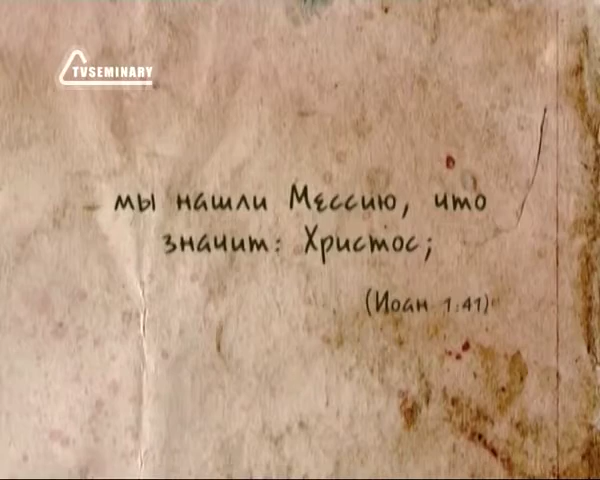 TVSEMINARY
мы нашли Мессию, что
значит: Христос;
(Иоан 1:41)